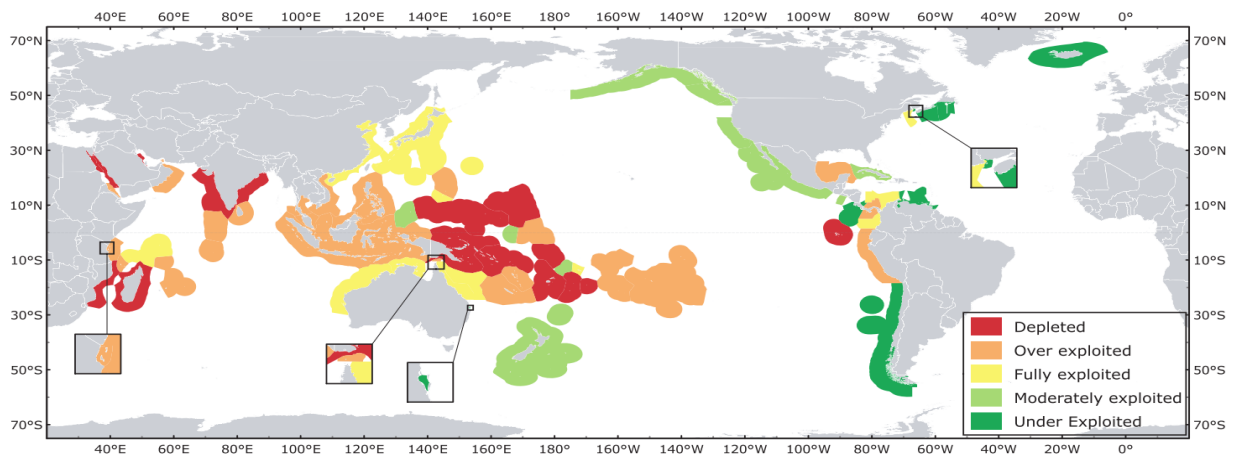 40°E 60°E 80°E 100°E 120°E 140°E 160°E 180° 160°W 140°W 120°W 100°W 80°W 60°W 40°W 20°W 0°
70°N 70°N
50°N 50°N
30°N 30°N
10°N 10°N
10°S 10°S
30°S 30°S
50°S 50°S
70°S 70°S
Depleted
Over exploited
Fully exploited
Moderately exploited
Under Exploited
40°E 60°E 80°E 100°E 120°E 140°E 160°E 160°W 140°W 120°W 100°W 80°W 60°W 40°W 20°W 0°